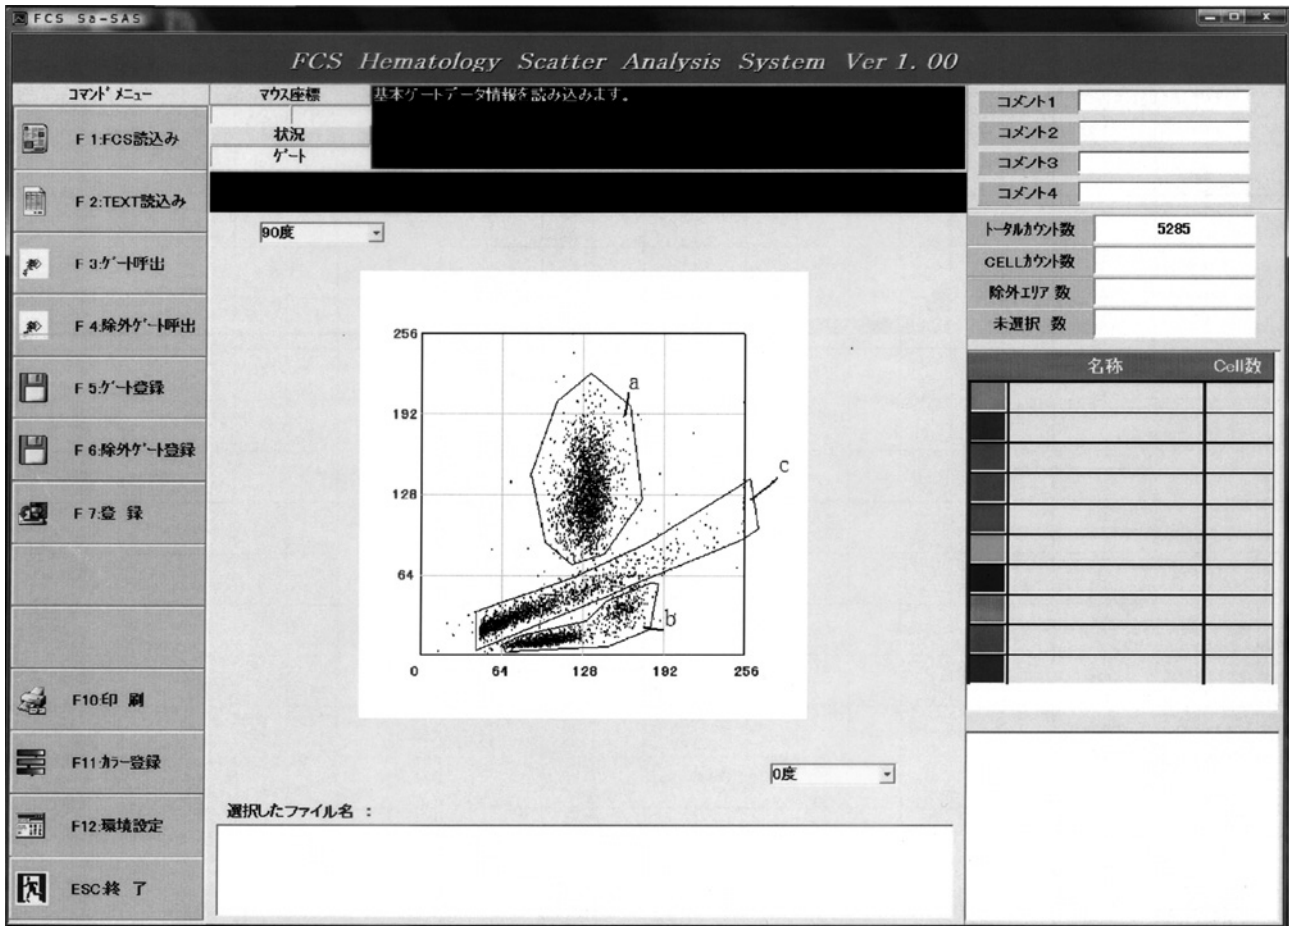 FCS Sa-SAS
FCS Hematology Scatter Analysis System Ver 1. 00
コマンドメニュー
F 1:FCS読込み
F 2:TEXT読込み
F 3:ゲート呼出
F 4:除外ゲート呼出
F 5:ゲート登録
F 6:除外ゲート登録
F 7:登 録
F10:印 刷
F11:カラー登録
F12:環境設定
ESC:終 了
マウス座標
状況
ゲート
基本ゲートデータ情報を読み込みます。
90度
256
192
128
64
0
64
128
192
256
a
c
b
0度
選択したファイル名 :
コメント1
コメント2
コメント3
コメント4
トータルカウント数 5285
CELLカウント数
除外エリア 数
未選択 数
名称 Cell数